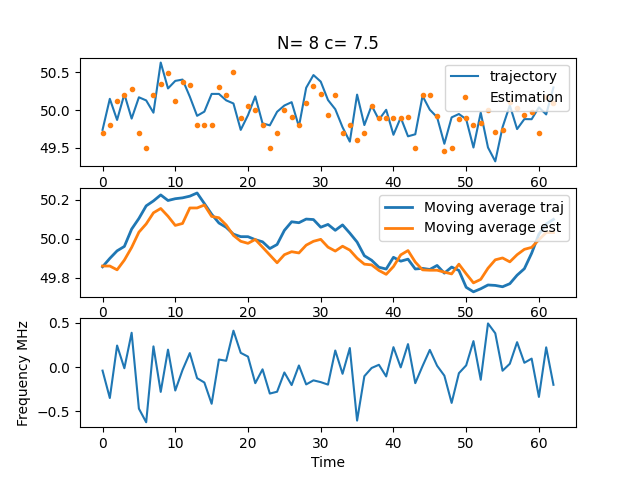 N= 8 c= 7.5
50.5
50.0
49.5
trajectory
Estimation
0 10 20 30 40 50 60
50.2
50.0
49.8
Moving average traj
Moving average est
0 10 20 30 40 50 60
0.5
0.0
−0.5
Frequency MHz
0 10 20 30 40 50 60
Time